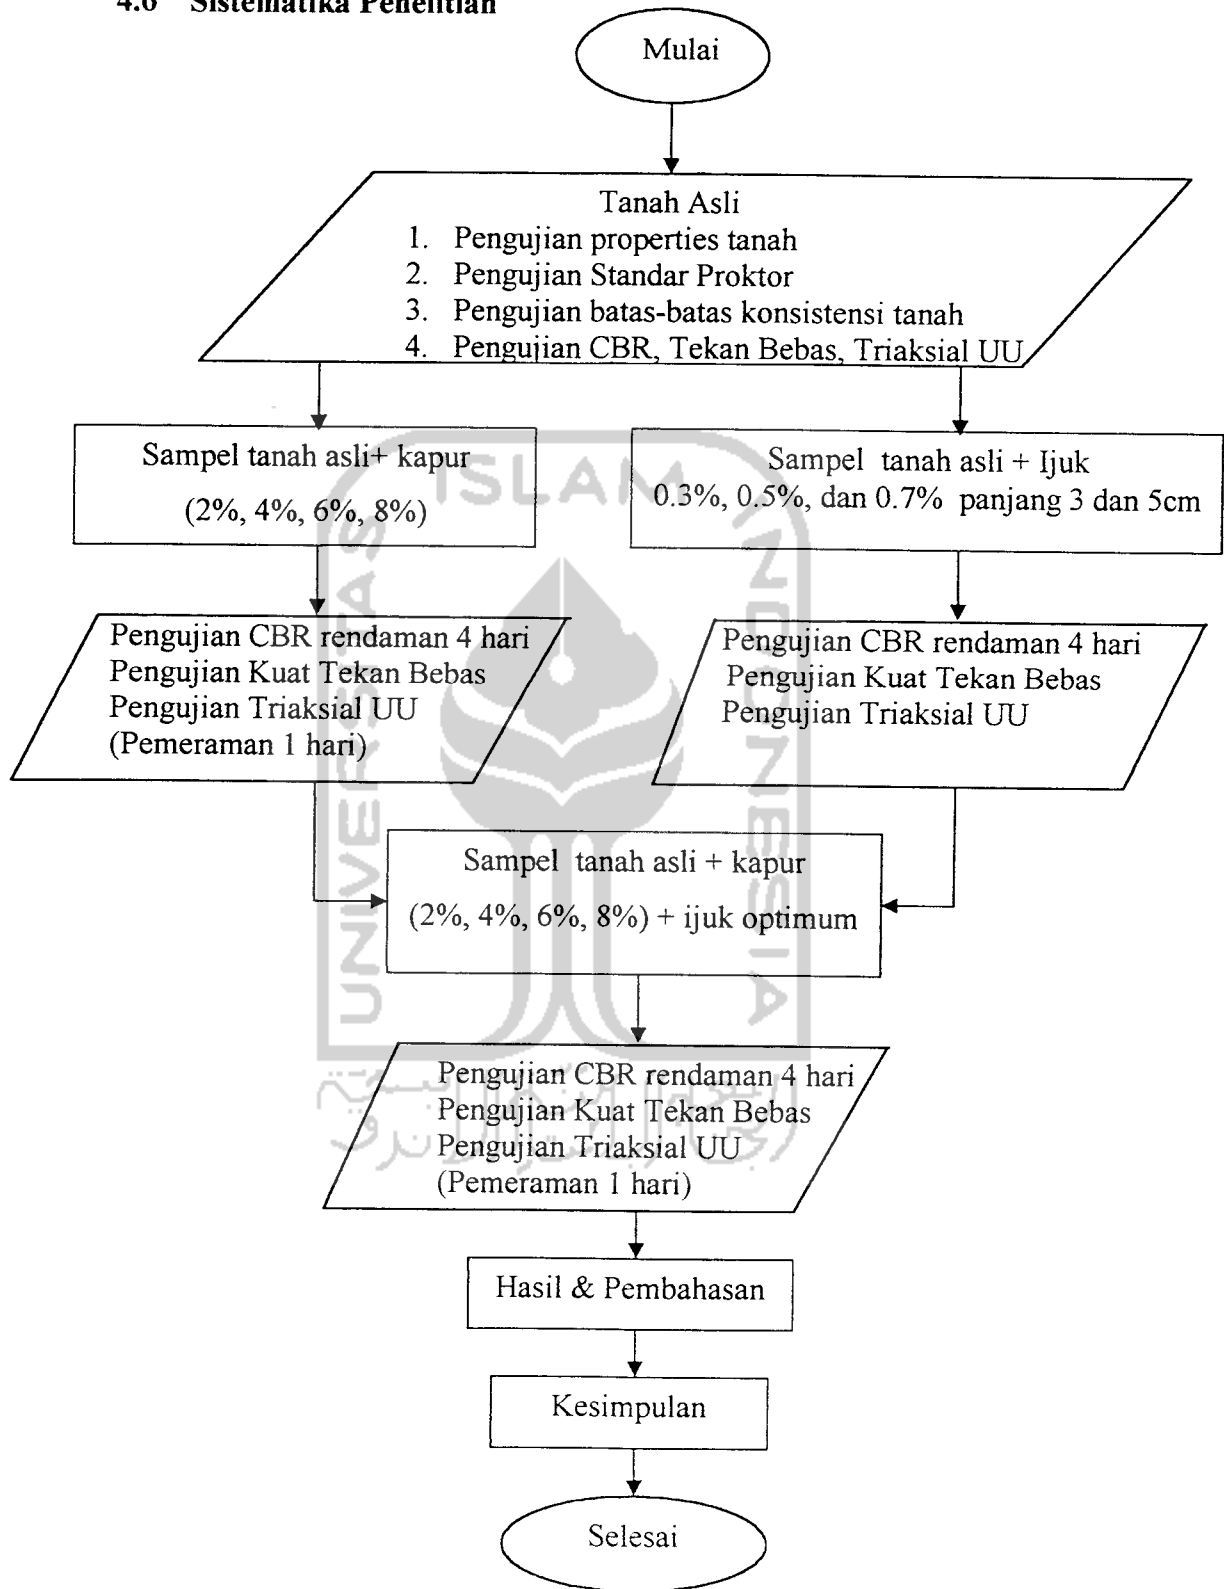 4.6 Sistematika Penelitian
Mulai
Tanah Asli
1. Pengujian properties tanah
2. Pengujian Standar Proktor
3. Pengujian batas-batas konsistensi tanah
4. Pengujian CBR, Tekan Bebas, Triaksial UU
Sampel tanah asli+ kapur
(2%, 4%, 6%, 8%)
Sampel tanah asli + Ijuk
0.3%, 0.5%, dan 0.7% panjang 3 dan 5cm
Pengujian CBR rendaman 4 hari
Pengujian Kuat Tekan Bebas
Pengujian Triaksial UU
(Pemeraman 1 hari)
Pengujian CBR rendaman 4 hari
Pengujian Kuat Tekan Bebas
Pengujian Triaksial UU
Sampel tanah asli + kapur
(2%, 4%, 6%, 8%) + ijuk optimum
Pengujian CBR rendaman 4 hari
Pengujian Kuat Tekan Bebas
Pengujian Triaksial UU
(Pemeraman 1 hari)
Hasil & Pembahasan
Kesimpulan
Selesai
UNIVERSITAS
ISLAM
INDONESIA